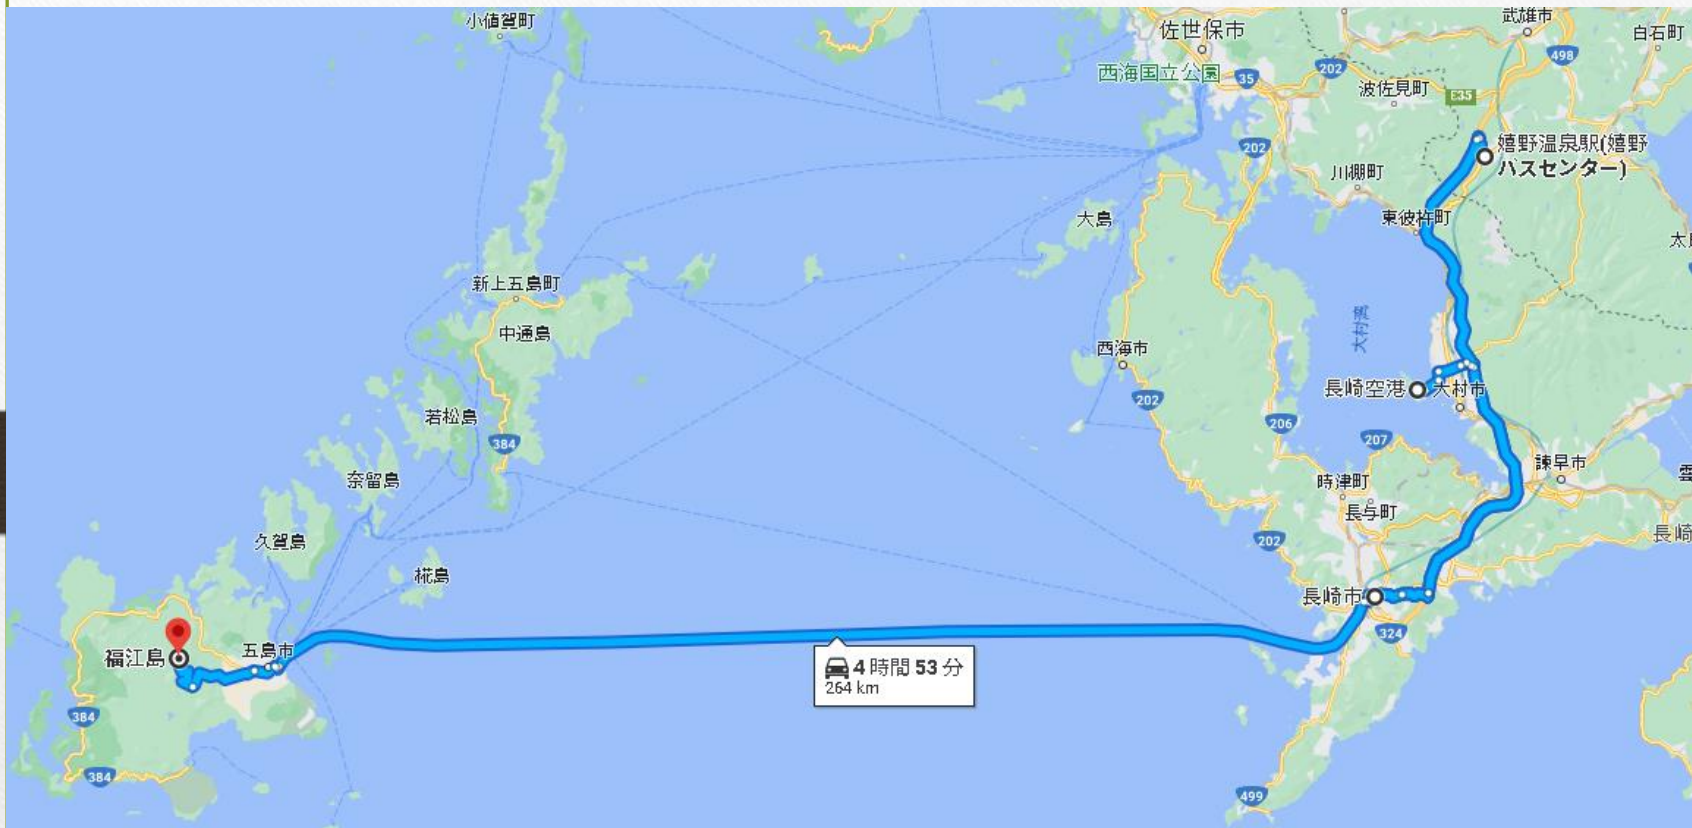 小値賀町
佐世保市
武雄市
白石町
498
西海国立公園
35
202
波佐見町
E35
202
嬉野温泉駅(嬉野
バスセンター)
川棚町
東彼杵町
大島
新上五島町
中通島
大村湾
西海市
長崎空港
大村市
202
206
207
若松島
384
諫早市
時津町
奈留島
長与町
久賀島
202
長崎
椛島
長崎市
324
五島市
福江島
4 時間 53 分
264 km
384
384
499